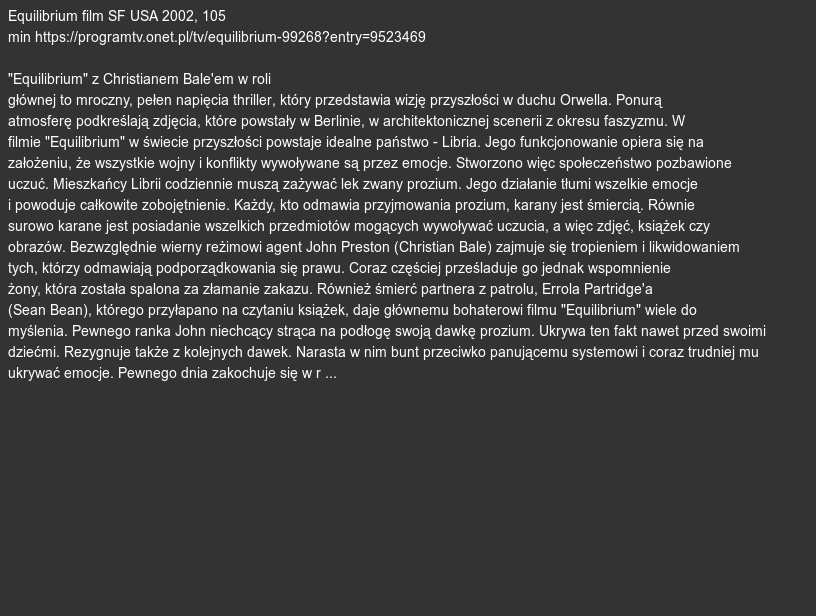 Equilibrium film SF USA 2002, 105
min https://programtv.onet.pl/tv/equilibrium-99268?entry=9523469
"Equilibrium" z Christianem Bale'em w roli
głównej to mroczny, pełen napięcia thriller, który przedstawia wizję przyszłości w duchu Orwella. Ponurą
atmosferę podkreślają zdjęcia, które powstały w Berlinie, w architektonicznej scenerii z okresu faszyzmu. W
filmie "Equilibrium" w świecie przyszłości powstaje idealne państwo - Libria. Jego funkcjonowanie opiera się na
założeniu, że wszystkie wojny i konflikty wywoływane są przez emocje. Stworzono więc społeczeństwo pozbawione
uczuć. Mieszkańcy Librii codziennie muszą zażywać lek zwany prozium. Jego działanie tłumi wszelkie emocje
i powoduje całkowite zobojętnienie. Każdy, kto odmawia przyjmowania prozium, karany jest śmiercią. Równie
surowo karane jest posiadanie wszelkich przedmiotów mogących wywoływać uczucia, a więc zdjęć, książek czy
obrazów. Bezwzględnie wierny reżimowi agent John Preston (Christian Bale) zajmuje się tropieniem i likwidowaniem
tych, którzy odmawiają podporządkowania się prawu. Coraz częściej prześladuje go jednak wspomnienie
żony, która została spalona za złamanie zakazu. Również śmierć partnera z patrolu, Errola Partridge'a
(Sean Bean), którego przyłapano na czytaniu książek, daje głównemu bohaterowi filmu "Equilibrium" wiele do
myślenia. Pewnego ranka John niechcący strąca na podłogę swoją dawkę prozium. Ukrywa ten fakt nawet przed swoimi
dziećmi. Rezygnuje także z kolejnych dawek. Narasta w nim bunt przeciwko panującemu systemowi i coraz trudniej mu
ukrywać emocje. Pewnego dnia zakochuje się w r ...